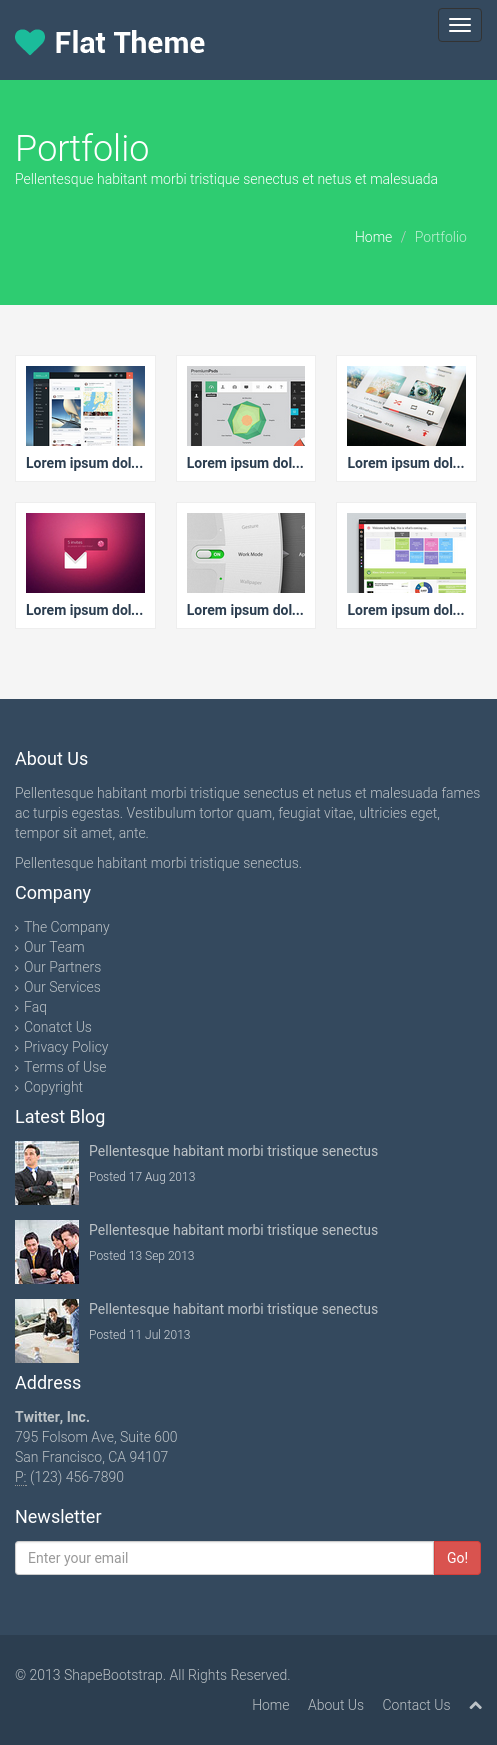 Flat Theme
Portfolio
Pellentesque habitant morbi tristique senectus et netus et malesuada
Home / Portfolio
PremiumPixels
ON
Work Mode
Wallpaper
Lorem ipsum dol...
Lorem ipsum dol...
Lorem ipsum dol...
Lorem ipsum dol...
Lorem ipsum dol...
Lorem ipsum dol...
About Us
Pellentesque habitant morbi tristique senectus et netus et malesuada fames
ac turpis egestas. Vestibulum tortor quam, feugiat vitae, ultricies eget,
tempor sit amet, ante.
Pellentesque habitant morbi tristique senectus.
Company
The Company
Our Team
Our Partners
Our Services
Faq
Conatct Us
Privacy Policy
Terms of Use
Copyright
Latest Blog
Pellentesque habitant morbi tristique senectus
Posted 17 Aug 2013
Pellentesque habitant morbi tristique senectus
Posted 13 Sep 2013
Pellentesque habitant morbi tristique senectus
Posted 11 Jul 2013
Address
Twitter, Inc.
795 Folsom Ave, Suite 600
San Francisco, CA 94107
P: (123) 456-7890
Newsletter
Enter your email
Go!
© 2013 ShapeBootstrap. All Rights Reserved.
Home About Us Contact Us